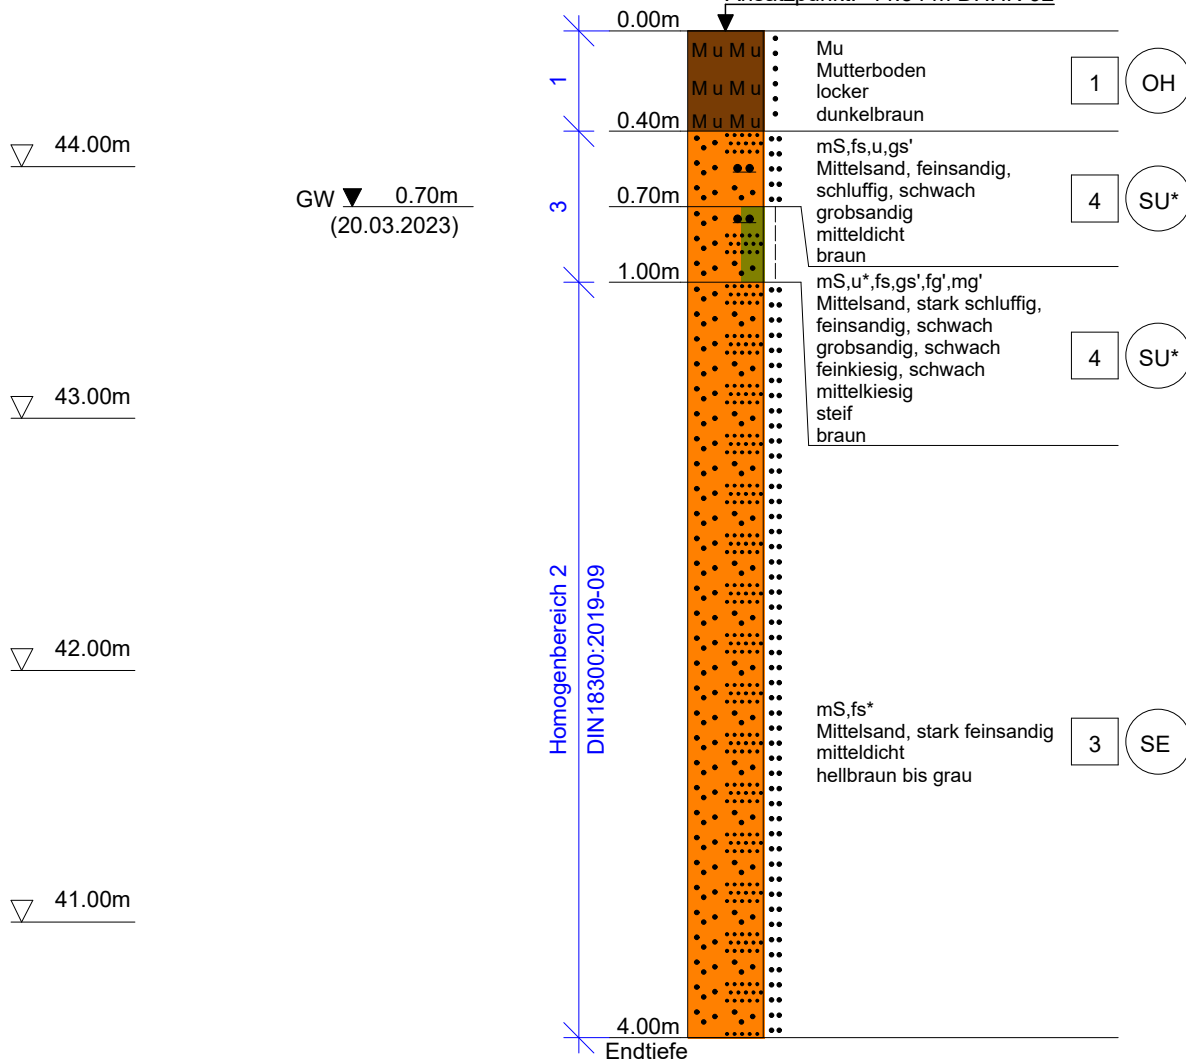 0.00m
Mu Mu
Mu Mu
Mu Mu
Mu
Mutterboden
locker
dunkelbraun
1 OH
1
0.40m
44.00m
mS,fs,u,gs'
Mittelsand, feinsandig,
schluffig, schwach
grobsandig
mitteldicht
braun
4 SU*
GW 0.70m
(20.03.2023)
3
0.70m
1.00m
mS,u*,fs,gs',fg',mg'
Mittelsand, stark schluffig,
feinsandig, schwach
grobsandig, schwach
feinkiesig, schwach
mittelkiesig
steif
braun
4 SU*
43.00m
Homogenbereich 2
DIN18300:2019-09
42.00m
mS,fs*
Mittelsand, stark feinsandig
mitteldicht
hellbraun bis grau
3 SE
41.00m
4.00m
Endtiefe